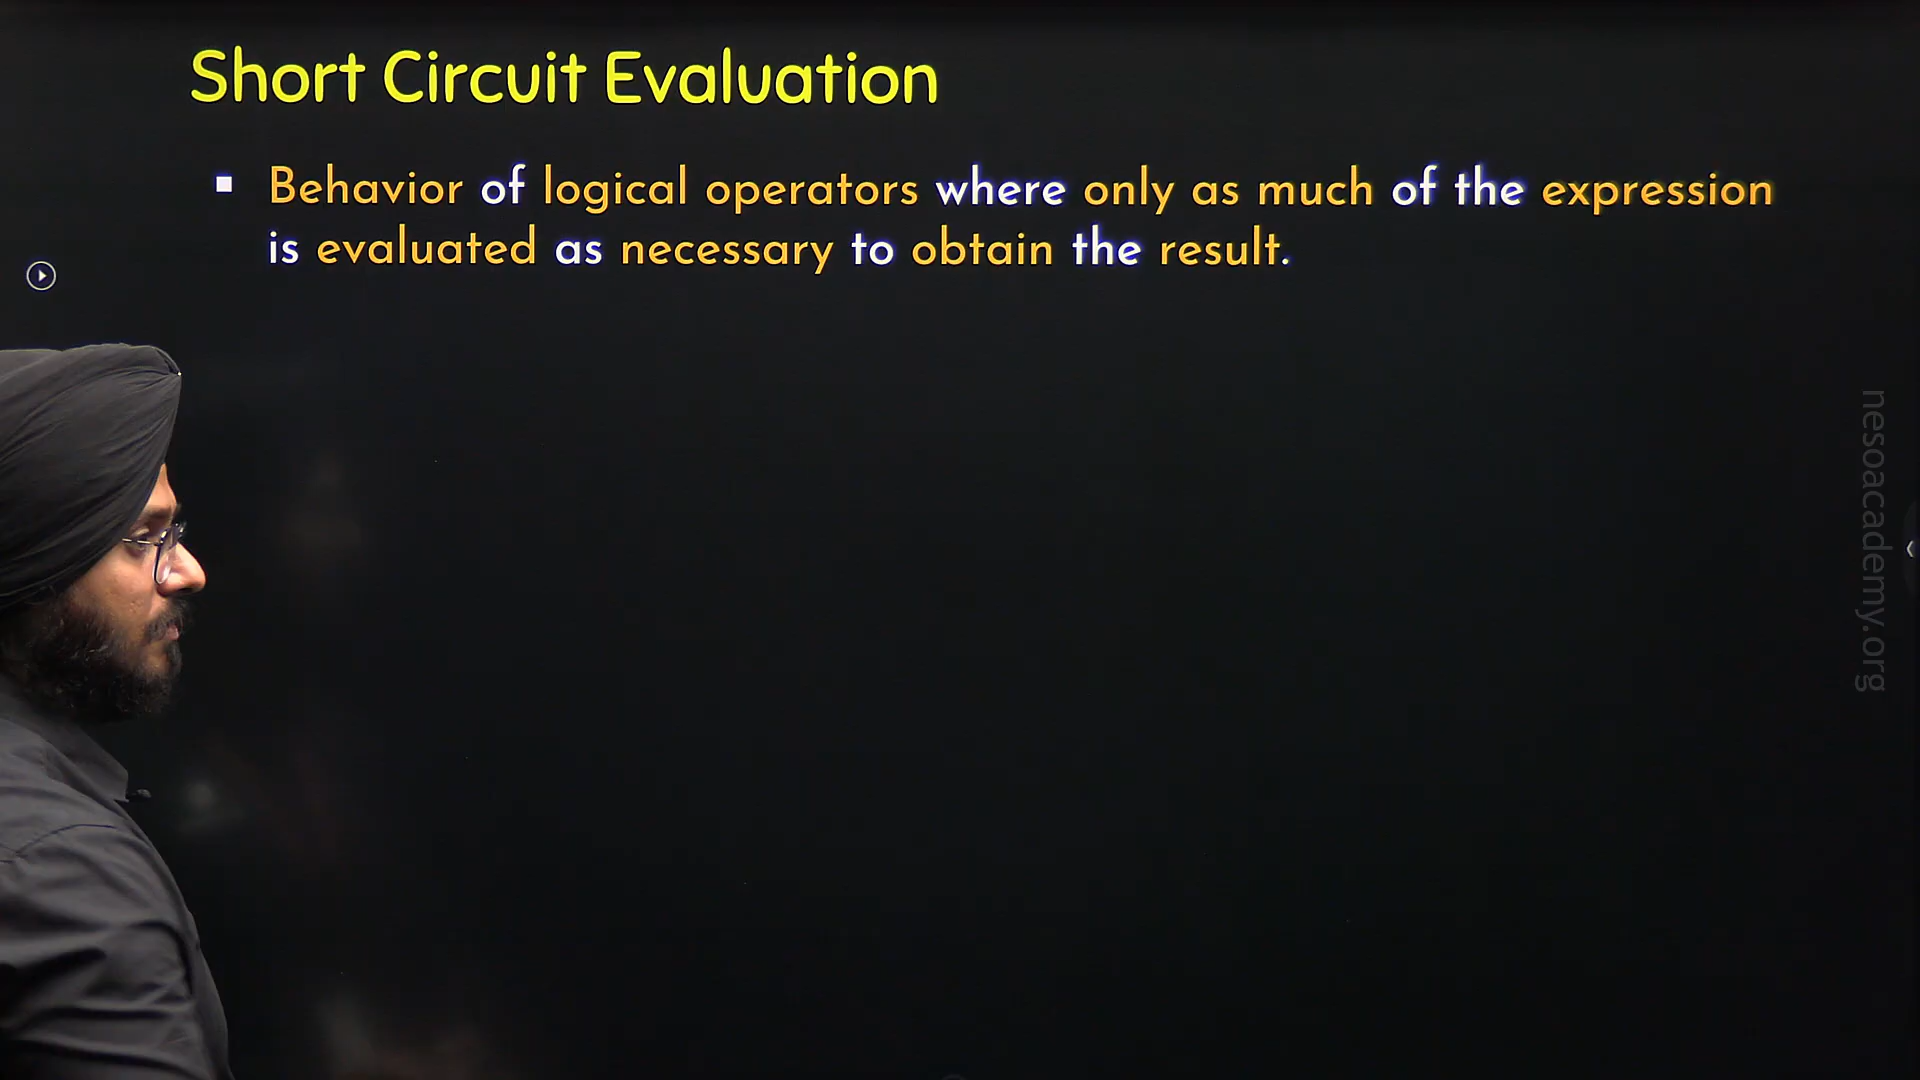 Short Circuit Evaluation
▪ Behavior of logical operators where only as much of the expression
is evaluated as necessary to obtain the result.
nesoacademy.org